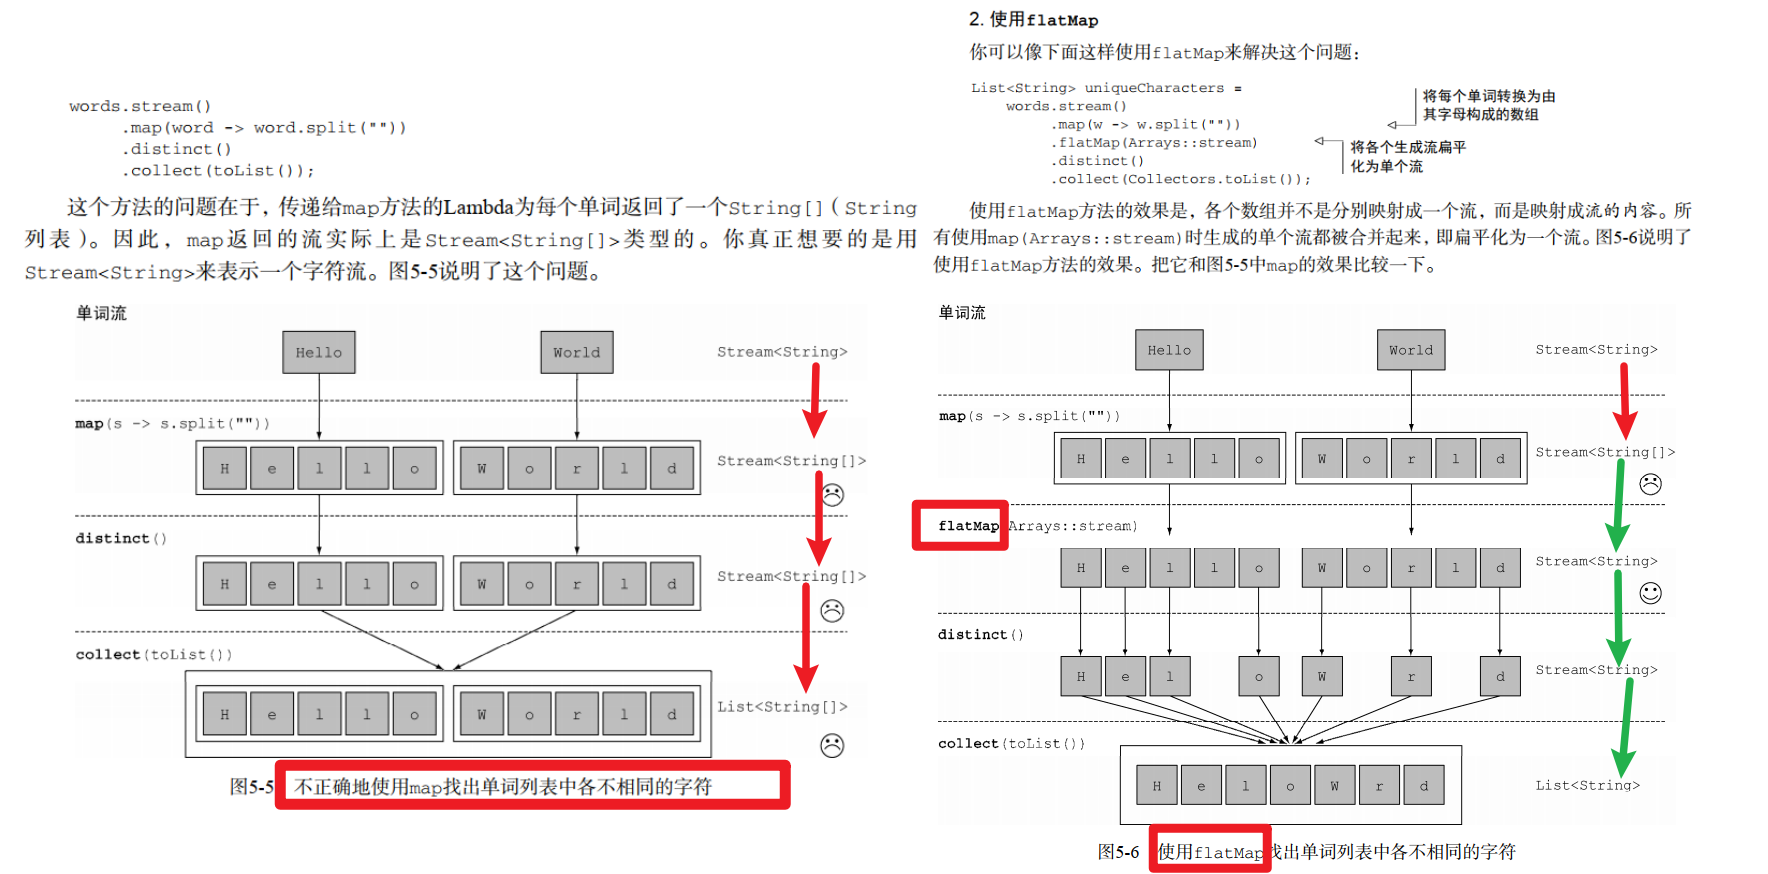 words.stream()
.map(word -> word.split(""))
.distinct()
.collect(toList());
这个方法的问题在于，传递给map方法的Lambda为每个单词返回了一个String[]（String
列表）。因此，map返回的流实际上是Stream<String[]>类型的。你真正想要的是用
Stream<String>来表示一个字符流。图5-5说明了这个问题。
单词流
Hello World Stream<String>
map(s -> s.split(""))
H e l l o W o r l d Stream<String[]>
distinct()
H e l l o W o r l d Stream<String[]>
collect(toList())
H e l l o W o r l d List<String[]>
图5-5 不正确地使用map找出单词列表中各不相同的字符
2. 使用flatMap
你可以像下面这样使用flatMap来解决这个问题：
List<String> uniqueCharacters =
words.stream()
.map(w -> w.split(""))
.flatMap(Arrays::stream)
.distinct()
.collect(Collectors.toList());
将每个单词转换为由
其字母构成的数组
将各个生成流扁平
化为单个流
使用flatMap方法的效果是，各个数组并不是分别映射成一个流，而是映射成流的内容。所
有使用map(Arrays::stream)时生成的单个流都被合并起来，即扁平化为一个流。图5-6说明了
使用flatMap方法的效果。把它和图5-5中map的效果比较一下。
单词流
Hello World Stream<String>
map(s -> s.split(""))
H e l l o W o r l d Stream<String[]>
flatMap(Arrays::stream)
H e l l o W o r l d Stream<String>
distinct()
H e l o W r d Stream<String>
collect(toList())
H e l o W r d List<String>
图5-6 使用flatMap找出单词列表中各不相同的字符